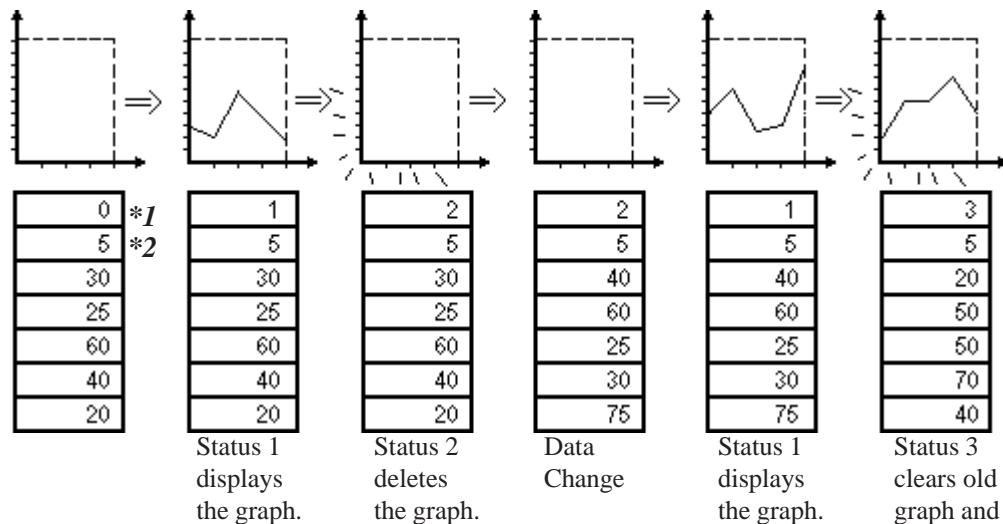 0 *1 1 2 2 1 3
5 *2 5 5 5 5 5
30 30 30 40 40 20
25 25 25 60 60 50
60 60 60 25 25 50
40 40 40 30 30 70
20 20 20 75 75 40
Status 1 Status 2 Data Status 1 Status 3
displays deletes Change displays clears old
the graph. the graph. the graph. graph and